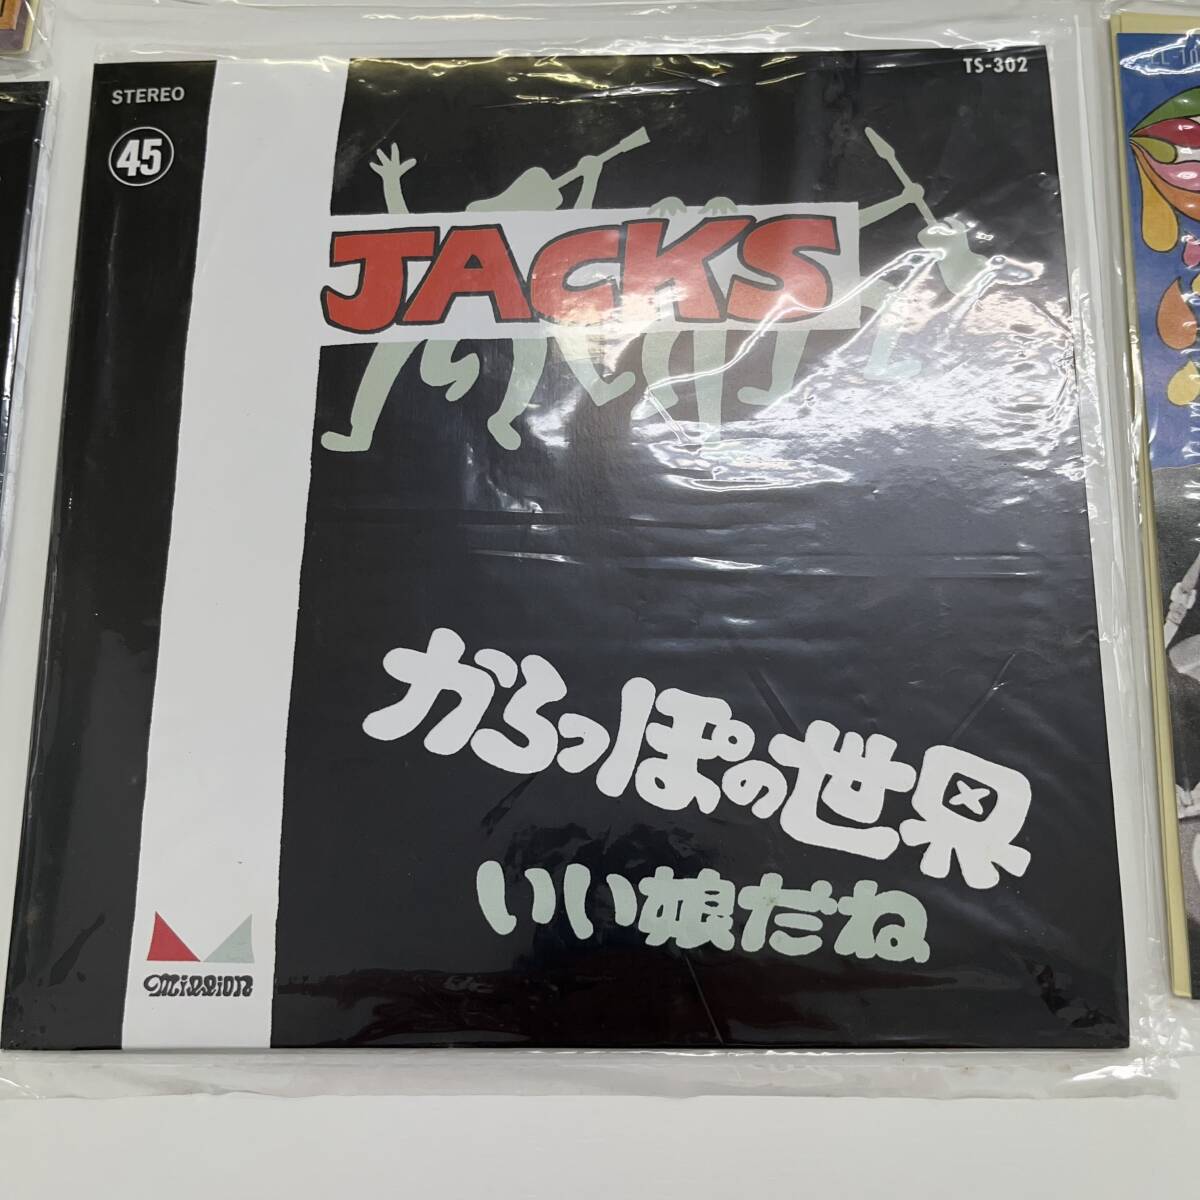 STEREO
45
TS-302
JACKS
からっぽの世界
いい娘だね
Million